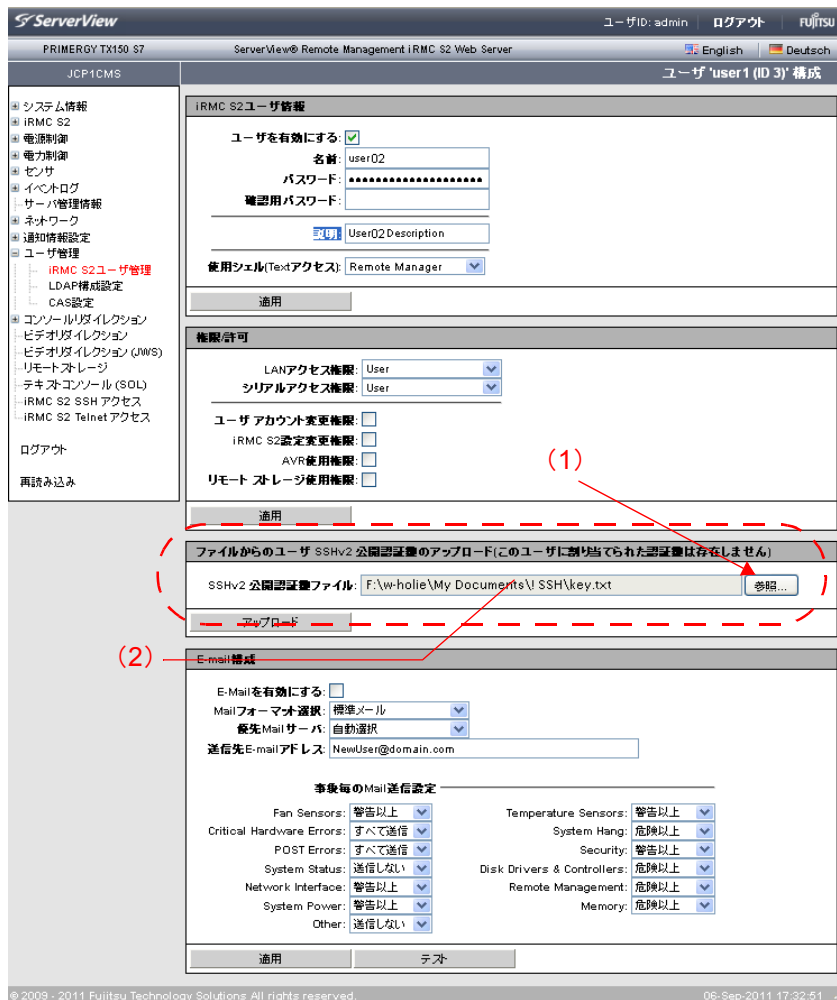 ServerView
ユーザID: admin ログアウト FUJITSU
PRIMERGY TX150 S7 ServerView® Remote Management iRMC S2 Web Server English Deutsch
JCP1CMS ユーザ 'user1 (ID 3)' 構成
システム情報
iRMC S2
電源制御
電力制御
センサ
イベントログ
サーバ管理情報
ネットワーク
通知情報設定
ユーザ管理
iRMC S2ユーザ管理
LDAP構成設定
CAS設定
コンソールリダイレクション
ビデオリダイレクション
ビデオリダイレクション (JWS)
リモートストレージ
テキストコンソール (SOL)
iRMC S2 SSH アクセス
iRMC S2 Telnet アクセス
ログアウト
再読み込み
iRMC S2ユーザ情報
ユーザを有効にする:
名前: user02
パスワード: ••••••••••••••••••••
確認用パスワード:
説明: User02 Description
使用シェル(Textアクセス): Remote Manager
適用
権限/許可
LANアクセス権限: User
シリアルアクセス権限: User
ユーザ アカウント変更権限:
iRMC S2設定変更権限:
AVR使用権限:
リモート ストレージ使用権限:
(1)
適用
ファイルからのユーザ SSHv2 公開認証鍵のアップロード(このユーザに割り当てられた認証鍵は存在しません)
SSHv2 公開認証鍵ファイル: F:\w-holie\My Documents\! SSH\key.txt 参照...
アップロード
(2)
E-mail構成
E-Mailを有効にする:
Mailフォーマット選択: 標準メール
優先Mailサーバ: 自動選択
送信先E-mailアドレス: NewUser@domain.com
事象毎のMail送信設定
Fan Sensors: 警告以上 Temperature Sensors: 警告以上
Critical Hardware Errors: すべて送信 System Hang: 危険以上
POST Errors: すべて送信 Security: 警告以上
System Status: 送信しない Disk Drivers & Controllers: 危険以上
Network Interface: 警告以上 Remote Management: 危険以上
System Power: 警告以上 Memory: 危険以上
Other: 送信しない
適用 テスト
© 2009 - 2011 Fujitsu Technology Solutions All rights reserved. 06-Sep-2011 17:32:51